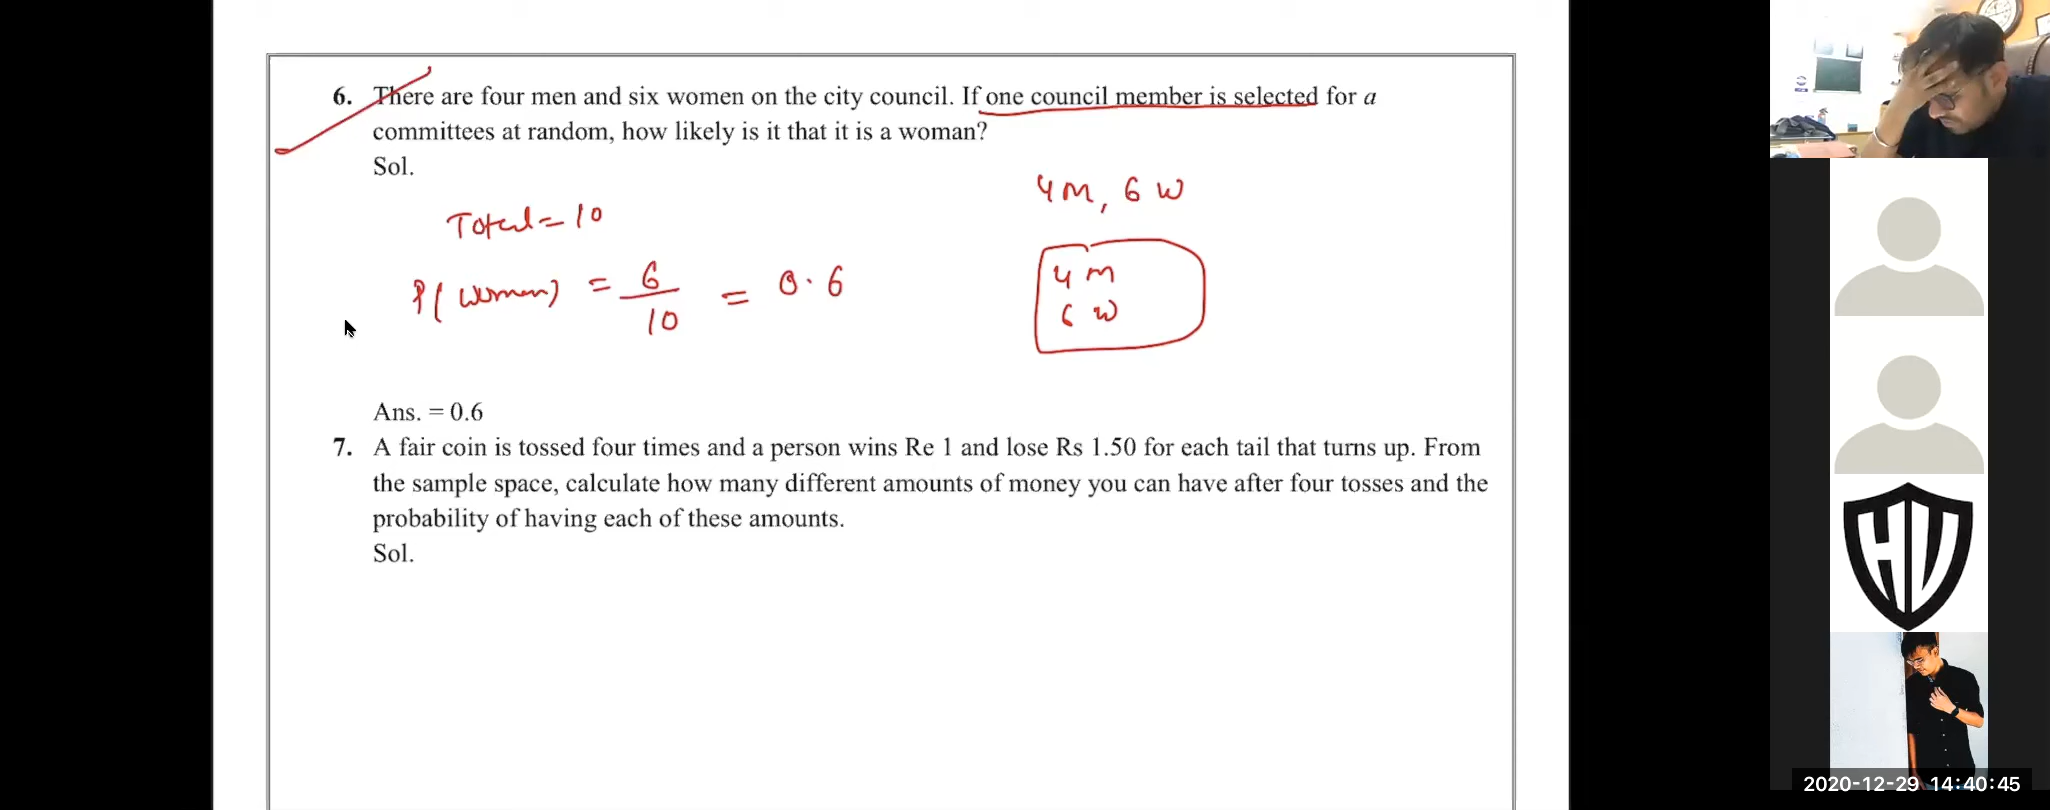 6. There are four men and six women on the city council. If one council member is selected for a
committees at random, how likely is it that it is a woman?
Sol.
4 M, 6 W
Total = 10
4 M
6 W
P(women) = 6/10 = 0.6
Ans. = 0.6
7. A fair coin is tossed four times and a person wins Re 1 and lose Rs 1.50 for each tail that turns up. From
the sample space, calculate how many different amounts of money you can have after four tosses and the
probability of having each of these amounts.
Sol.
2020-12-29 14:40:45